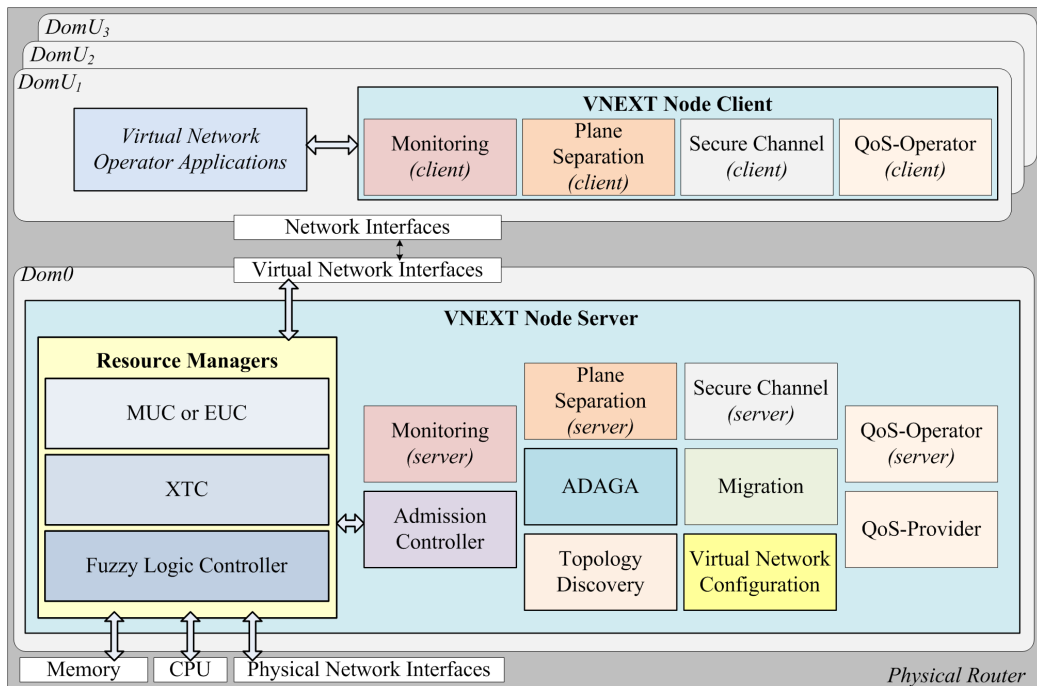 DomU3
DomU2
DomU1
Virtual Network
Operator Applications
VNEXT Node Client
Monitoring
(client)
Plane
Separation
(client)
Secure Channel
(client)
QoS-Operator
(client)
Network Interfaces
Virtual Network Interfaces
Dom0
VNEXT Node Server
Resource Managers
MUC or EUC
XTC
Fuzzy Logic Controller
Monitoring
(server)
Admission
Controller
Plane
Separation
(server)
ADAGA
Topology
Discovery
Secure Channel
(server)
Migration
Virtual Network
Configuration
QoS-Operator
(server)
QoS-Provider
Memory
CPU
Physical Network Interfaces
Physical Router